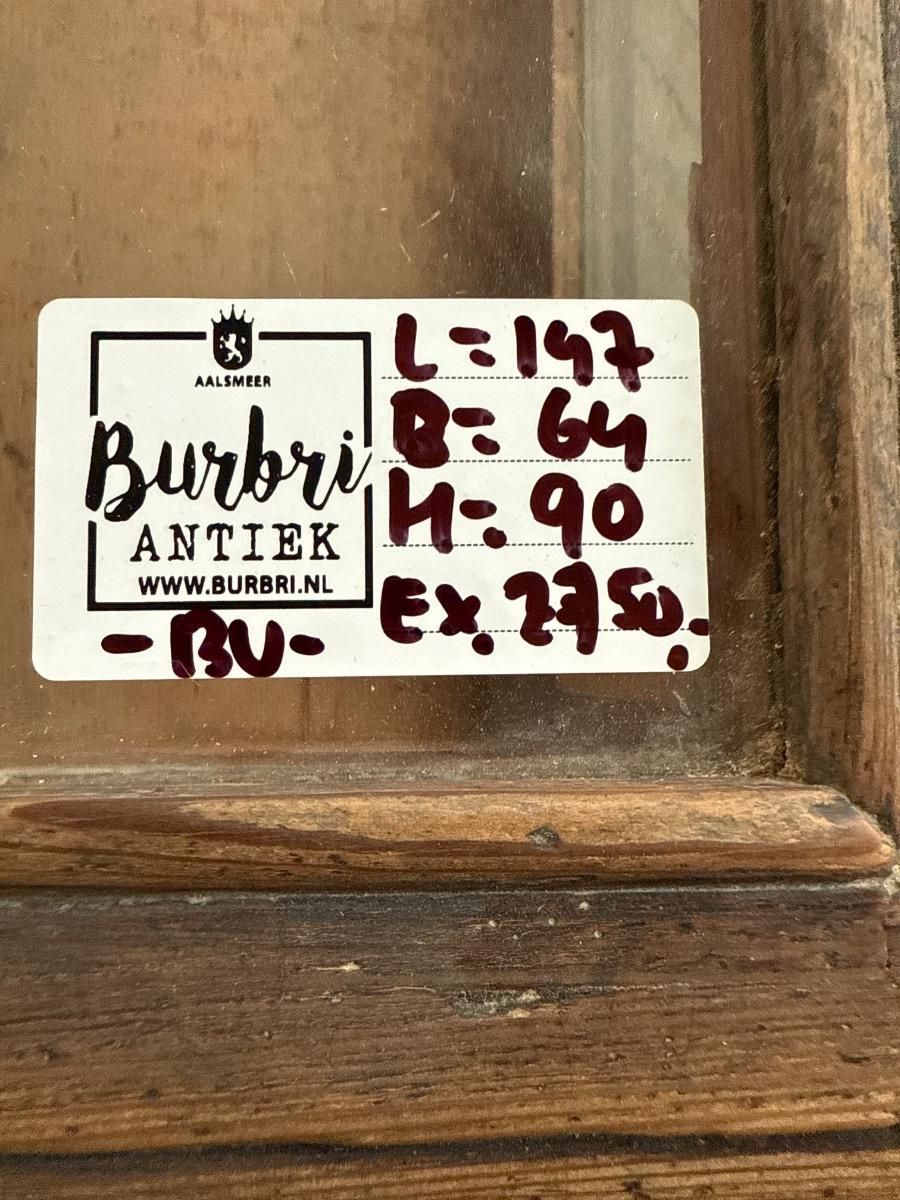 AALSMEER
Burbri
ANTIEK
WWW.BURBRI.NL
-BU-
L=147
B= 64
H= 90
Ex. 2750,-